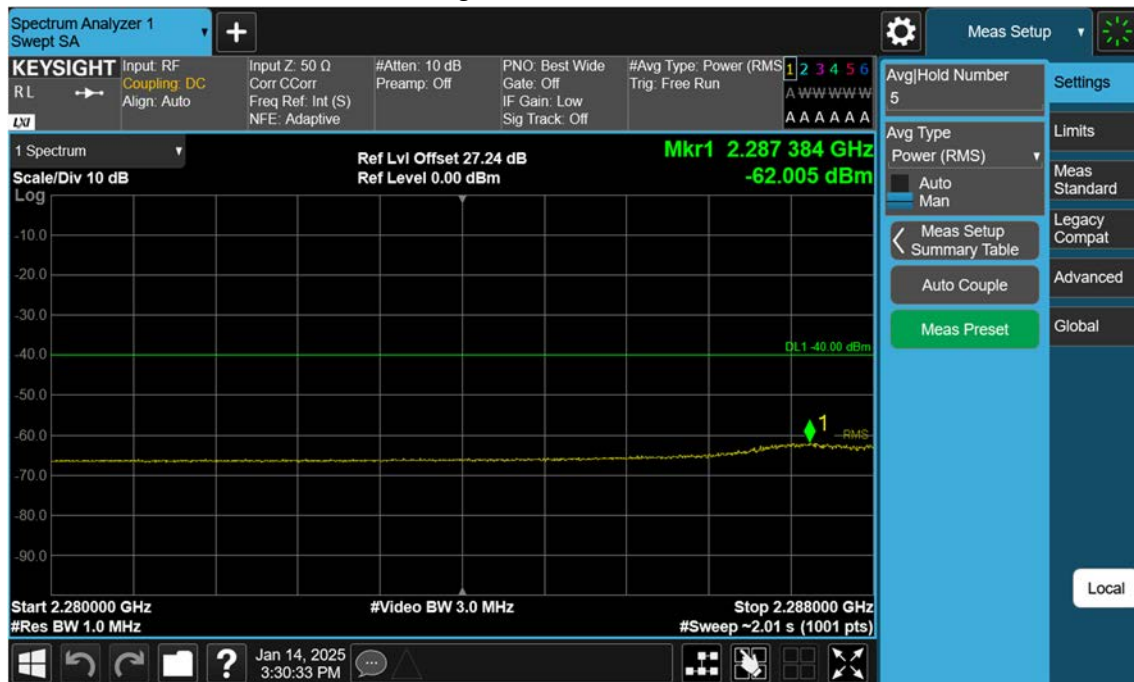 Spectrum Analyzer 1
Swept SA
+
Meas Setup
KEYSIGHT
RL
LXI
Input: RF
Coupling: DC
Align: Auto
Input Z: 50 Ω
Corr CCorr
Freq Ref: Int (S)
NFE: Adaptive
#Atten: 10 dB
Preamp: Off
PNO: Best Wide
Gate: Off
IF Gain: Low
Sig Track: Off
#Avg Type: Power (RMS
Trig: Free Run
1 2 3 4 5 6
A W W W W W
A A A A A A
1 Spectrum
Scale/Div 10 dB
Log
Ref Lvl Offset 27.24 dB
Ref Level 0.00 dBm
Mkr1 2.287 384 GHz
-62.005 dBm
-10.0
-20.0
-30.0
-40.0
DL1 -40.00 dBm
-50.0
1
-60.0
RMS
-70.0
-80.0
-90.0
Start 2.280000 GHz
#Res BW 1.0 MHz
#Video BW 3.0 MHz
Stop 2.288000 GHz
#Sweep ~2.01 s (1001 pts)
Avg|Hold Number
5
Avg Type
Power (RMS)
Auto
Man
Meas Setup
Summary Table
Auto Couple
Meas Preset
Settings
Limits
Meas
Standard
Legacy
Compat
Advanced
Global
Local
?
Jan 14, 2025
3:30:33 PM